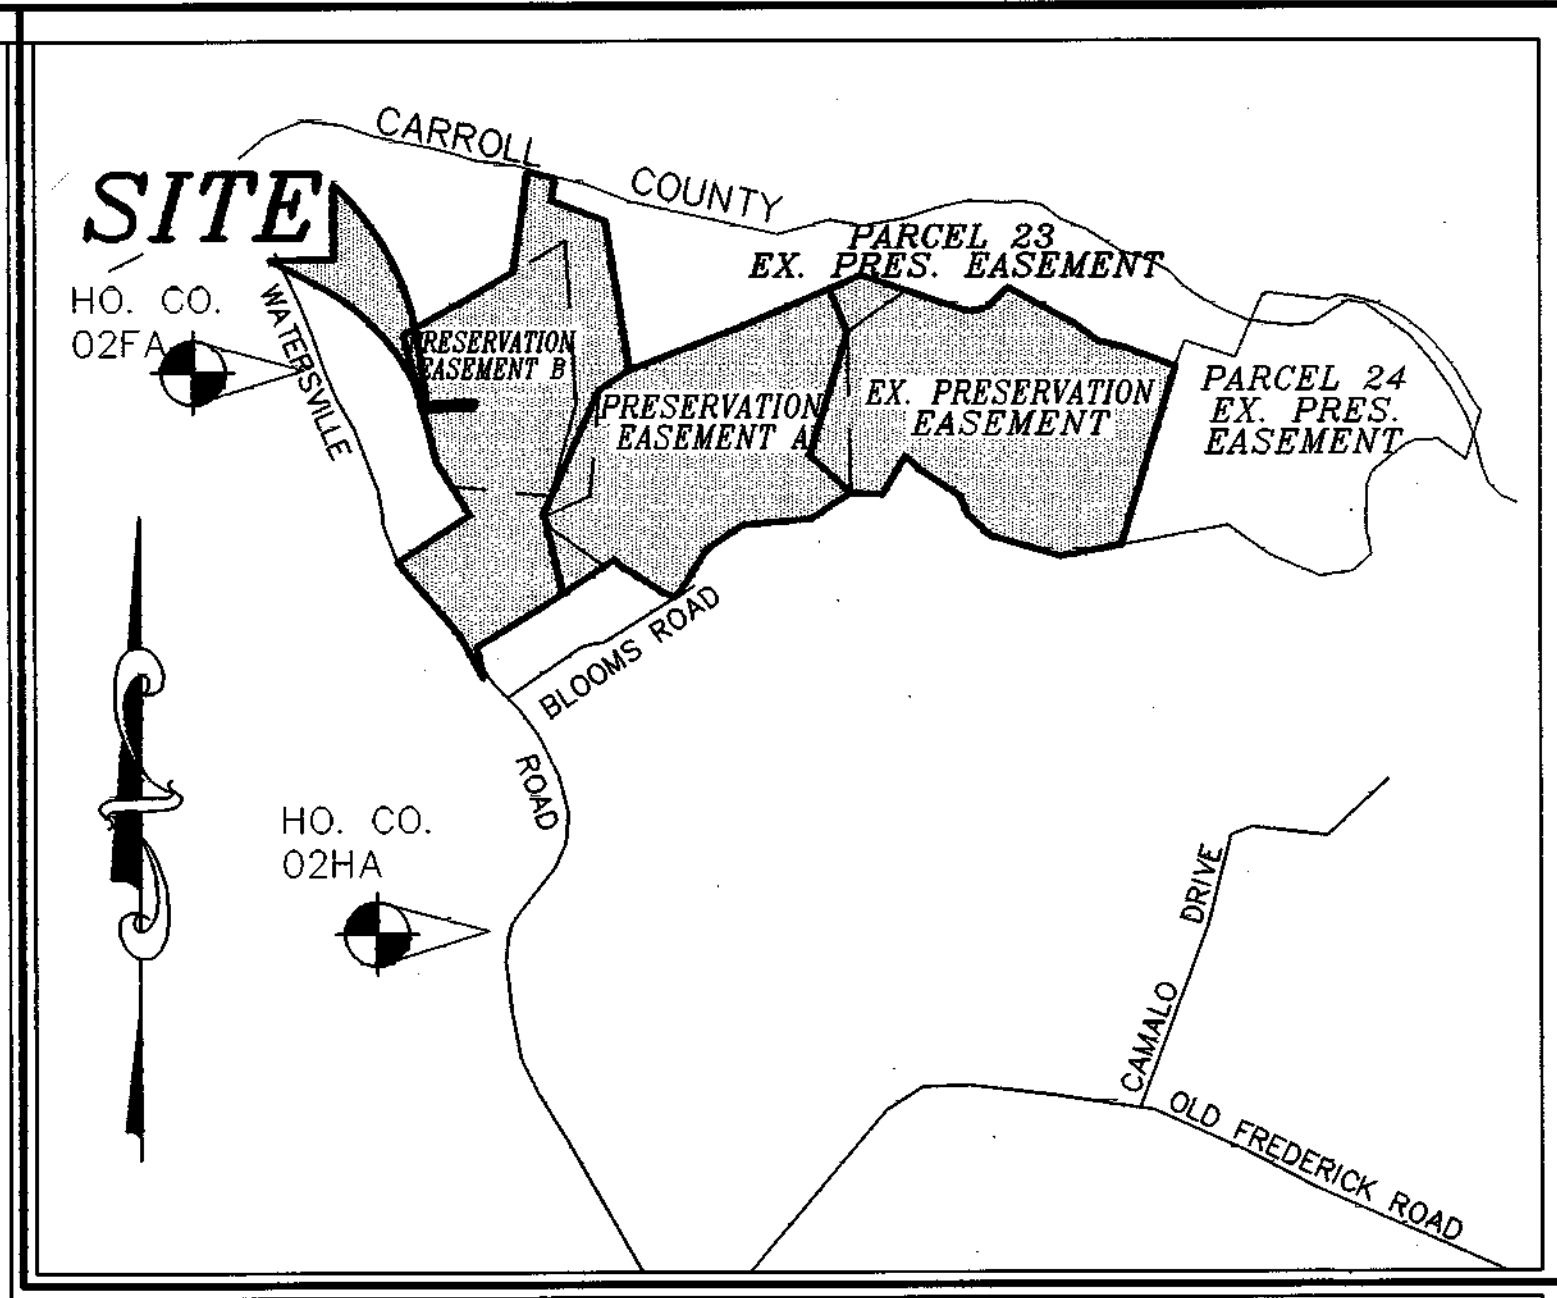 CARROLL
COUNTY
SITE
HO. CO.
02FA
WATERSVILLE
PARCEL 23
EX. PRES. EASEMENT
PRESERVATION
EASEMENT B
PRESERVATION
EASEMENT A
EX. PRESERVATION
EASEMENT
PARCEL 24
EX. PRES.
EASEMENT
BLOOMS ROAD
ROAD
HO. CO.
02HA
CAMALO DRIVE
OLD FREDERICK ROAD